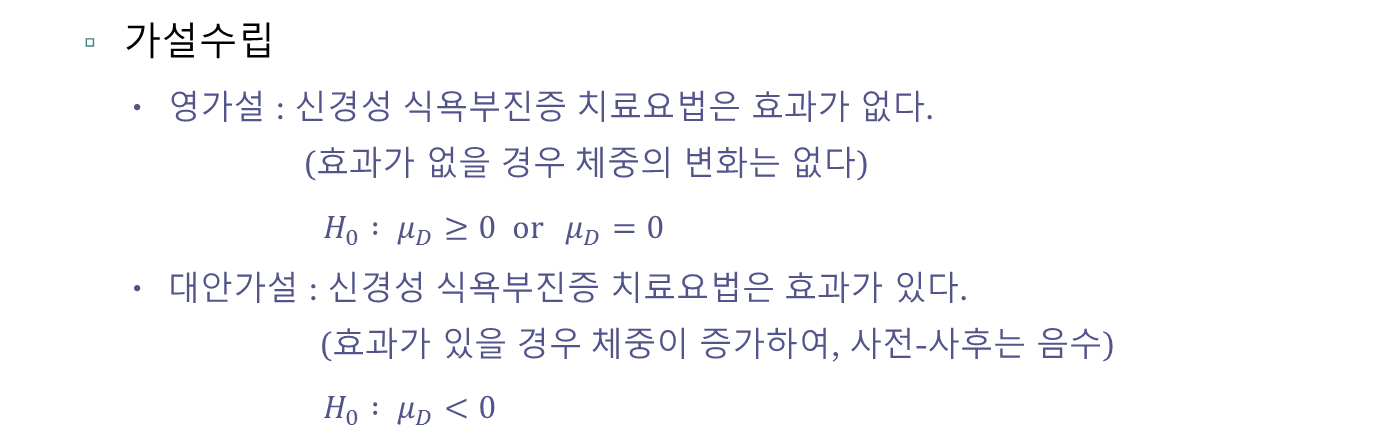 ▫ 가설수립
• 영가설 : 신경성 식욕부진증 치료요법은 효과가 없다.
(효과가 없을 경우 체중의 변화는 없다)
H₀ : μ_D ≥ 0 or μ_D = 0
• 대안가설 : 신경성 식욕부진증 치료요법은 효과가 있다.
(효과가 있을 경우 체중이 증가하여, 사전-사후는 음수)
H₀ : μ_D < 0